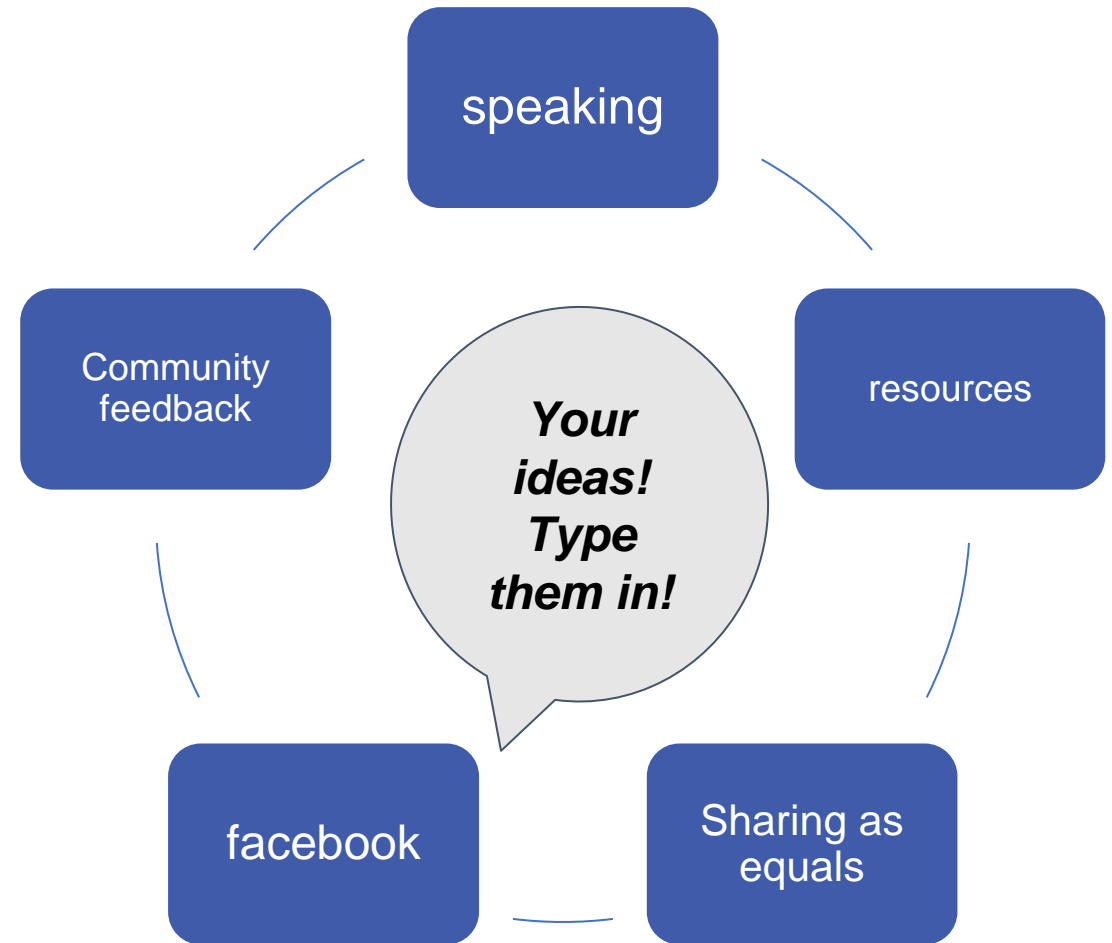 speaking
Community
feedback
resources
Your
ideas!
Type
them in!
facebook
Sharing as
equals